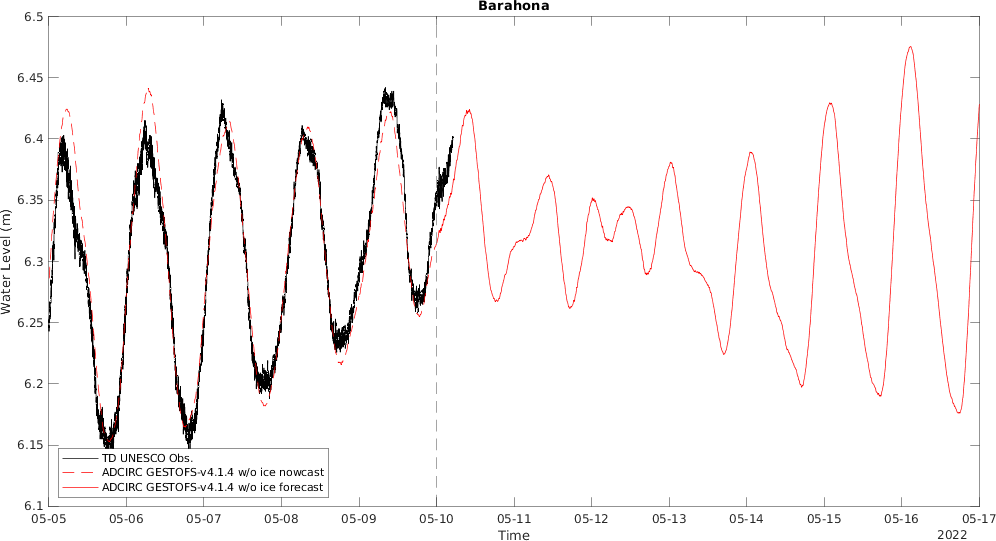 Barahona
6.5
6.45
6.4
6.35
6.3
6.25
6.2
6.15
6.1
Water Level (m)
TD UNESCO Obs.
ADCIRC GESTOFS-v4.1.4 w/o ice nowcast
ADCIRC GESTOFS-v4.1.4 w/o ice forecast
05-05 05-06 05-07 05-08 05-09 05-10 05-11 05-12 05-13 05-14 05-15 05-16 05-17
Time
2022